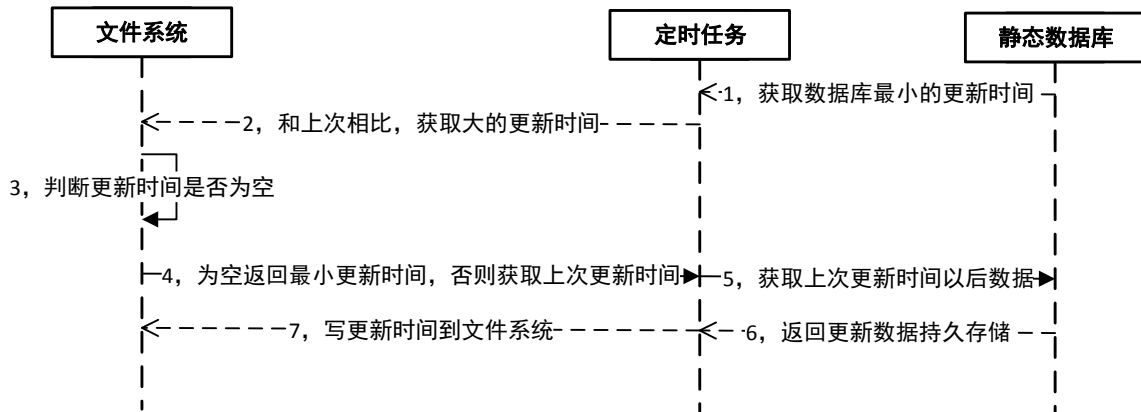 文件系统
定时任务
静态数据库
1，获取数据库最小的更新时间
2，和上次相比，获取大的更新时间
3，判断更新时间是否为空
4，为空返回最小更新时间，否则获取上次更新时间
5，获取上次更新时间以后数据
7，写更新时间到文件系统
6，返回更新数据持久存储